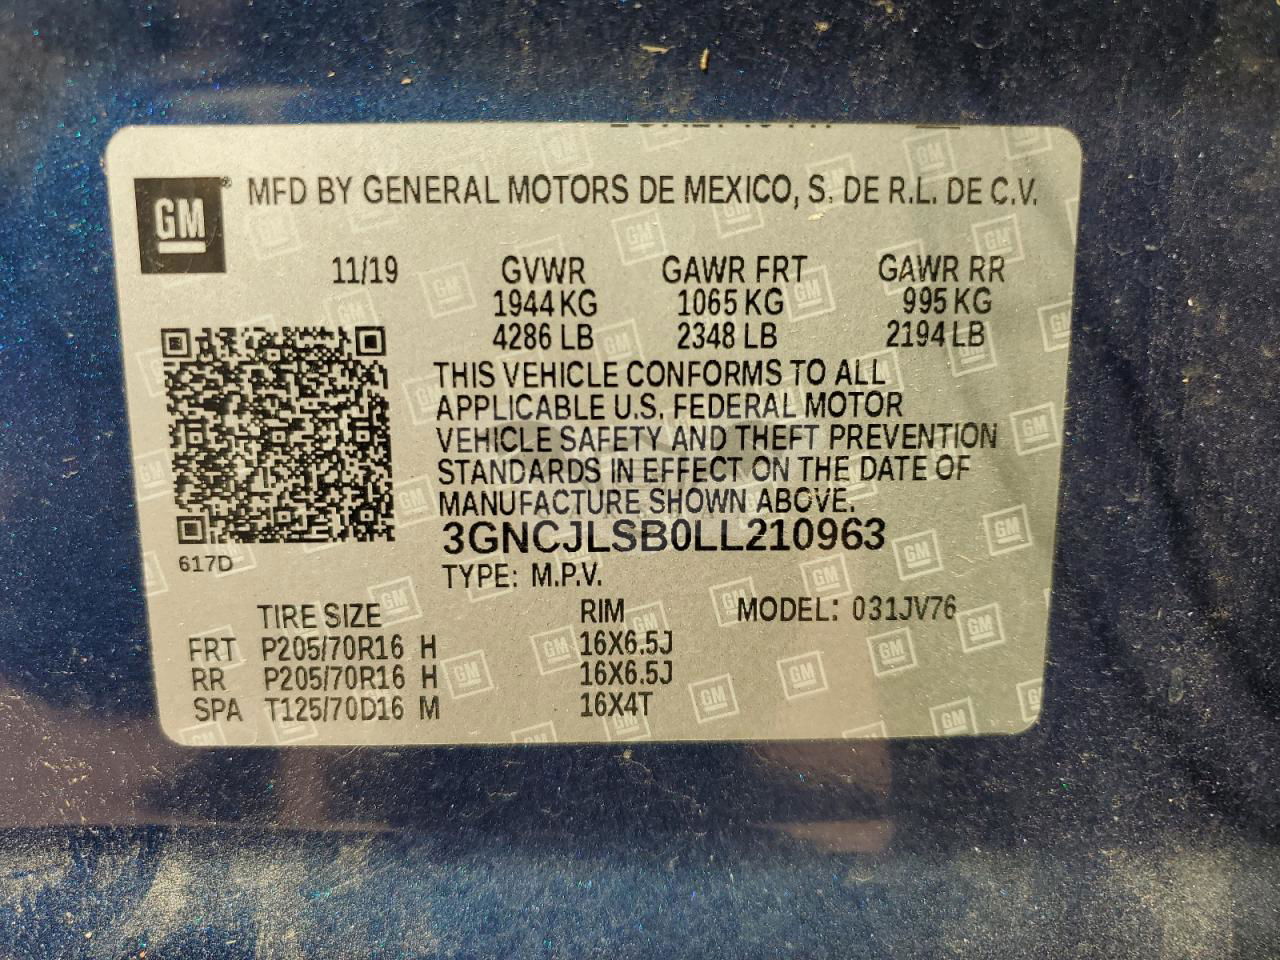 GM® MFD BY GENERAL MOTORS DE MEXICO, S. DE R.L. DE C.V.
11/19 GVWR GAWR FRT GAWR RR
1944 KG 1065 KG 995 KG
4286 LB 2348 LB 2194 LB
THIS VEHICLE CONFORMS TO ALL
APPLICABLE U.S. FEDERAL MOTOR
VEHICLE SAFETY AND THEFT PREVENTION
STANDARDS IN EFFECT ON THE DATE OF
MANUFACTURE SHOWN ABOVE.
3GNCJLSB0LL210963
617D
TYPE: M.P.V.
TIRE SIZE RIM MODEL: 031JV76
FRT P205/70R16 H 16X6.5J
RR P205/70R16 H 16X6.5J
SPA T125/70D16 M 16X4T